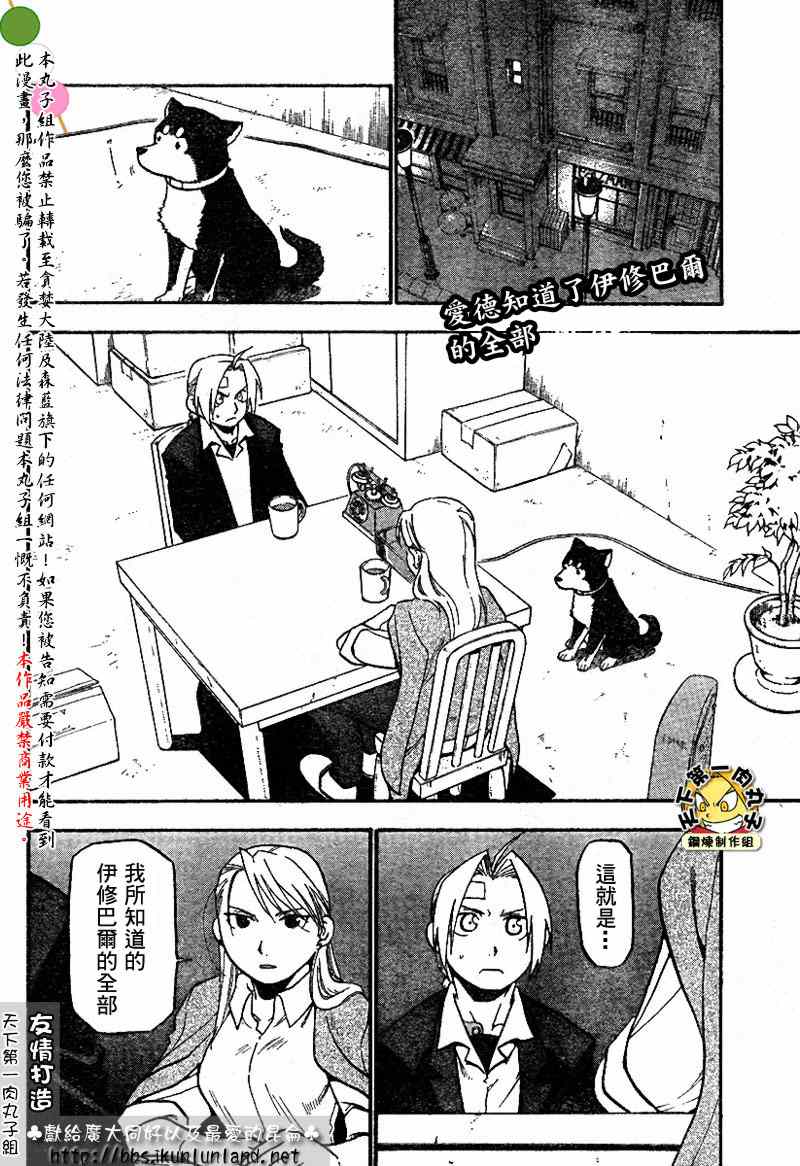 愛德知道了伊修巴爾
的全部
這就是…
我所知道的
伊修巴爾的全部
本丸子組作品禁止轉載至貪婪大陸及森藍旗下的任何網站!如果您被告知需要付款才能看到
此漫畫,那麼您被騙了。若發生任何法律問題本丸子組一慨不負責!本作品嚴禁商業用途。
天下第一肉丸子
鋼煉制作組
友情打造
天下第一肉丸子組
♣獻給廣大同好以及最愛的昆侖♣
http://bbs.ikunlunland.net